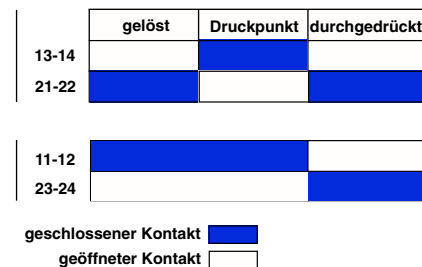 gelöst Druckpunkt durchgedrückt
13-14
21-22
11-12
23-24
geschlossener Kontakt
geöffneter Kontakt